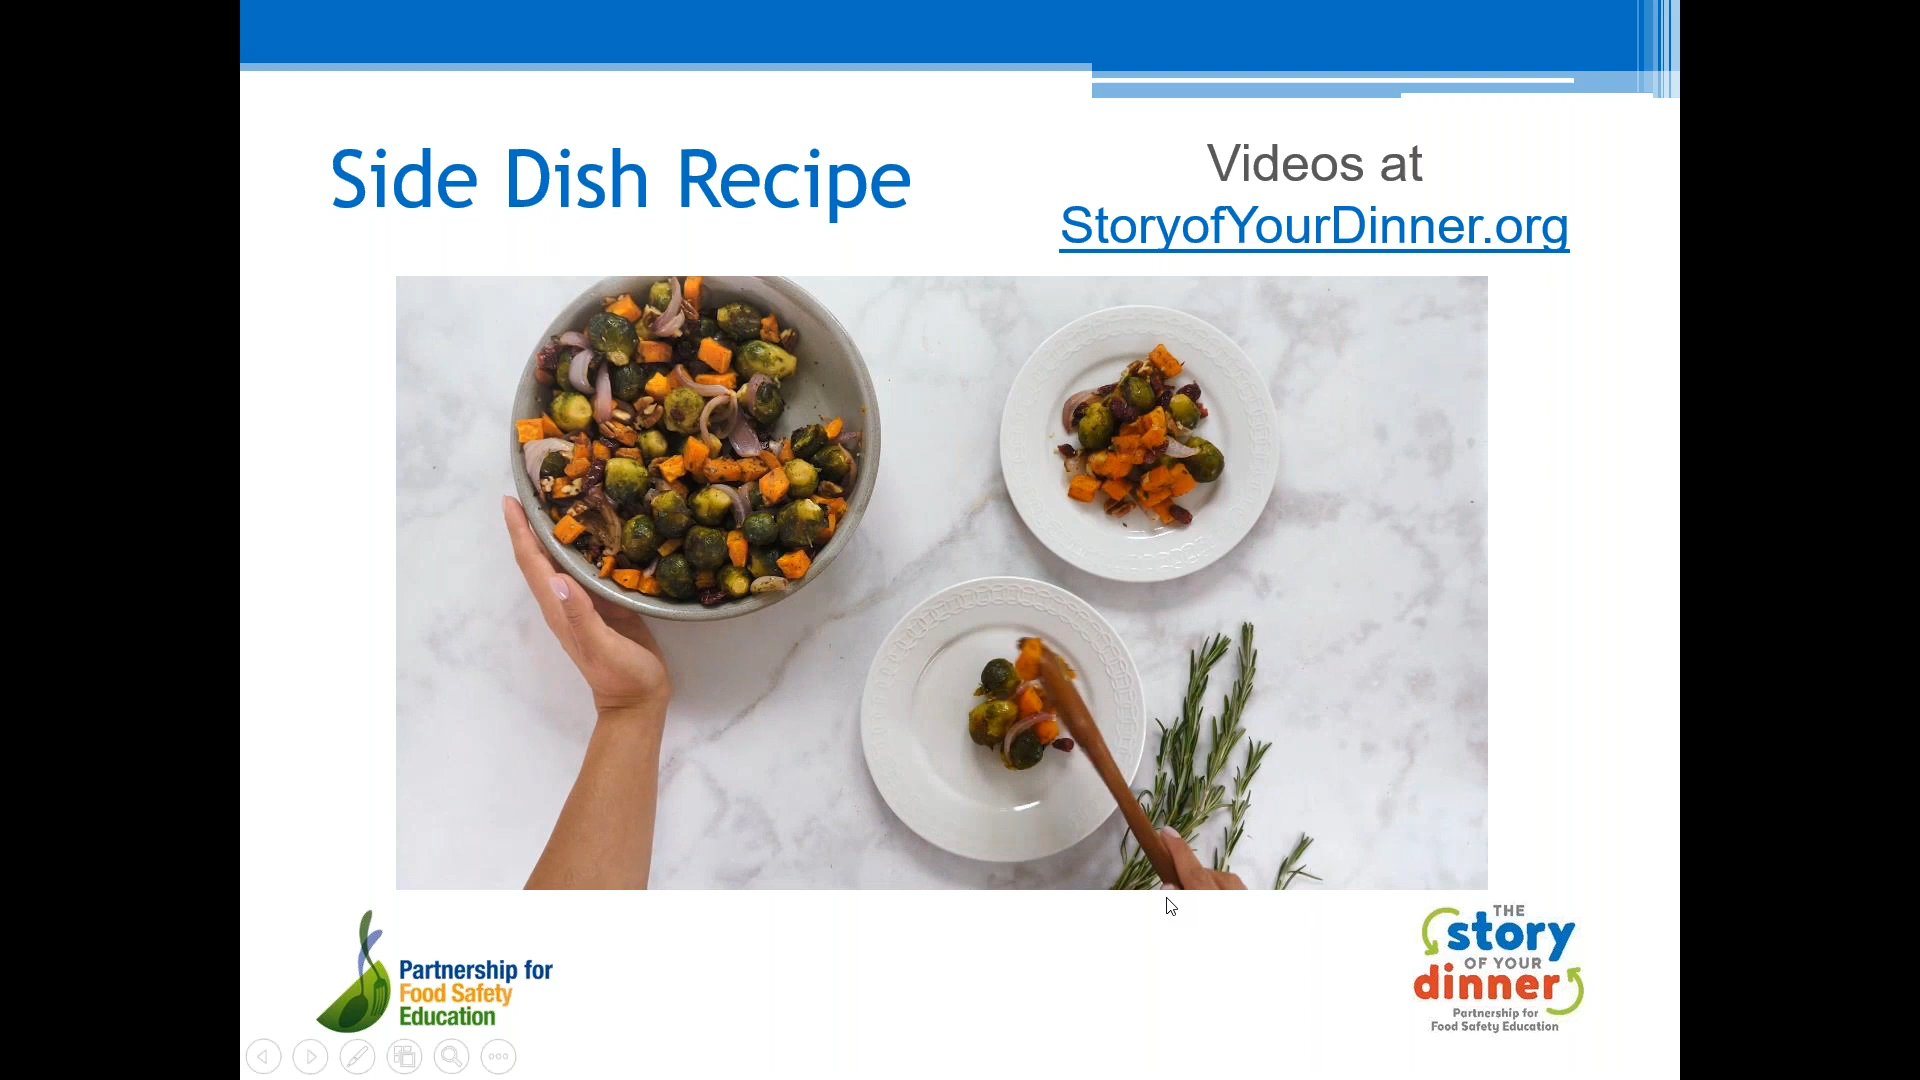 Side Dish Recipe
Videos at
StoryofYourDinner.org
Partnership for
Food Safety
Education
THE
story
OF YOUR
dinner
Partnership for
Food Safety Education